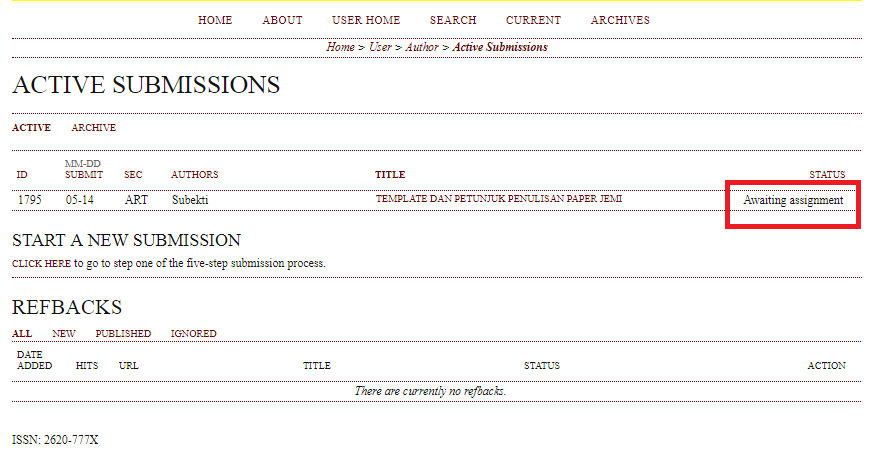 HOME ABOUT USER HOME SEARCH CURRENT ARCHIVES
Home > User > Author > Active Submissions
ACTIVE SUBMISSIONS
ACTIVE ARCHIVE
ID MM-DD SUBMIT SEC AUTHORS TITLE STATUS
1795 05-14 ART Subekti TEMPLATE DAN PETUNJUK PENULISAN PAPER JEMI Awaiting assignment
START A NEW SUBMISSION
CLICK HERE to go to step one of the five-step submission process.
REFBACKS
ALL NEW PUBLISHED IGNORED
DATE ADDED HITS URL TITLE STATUS ACTION
There are currently no refbacks.
ISSN: 2620-777X